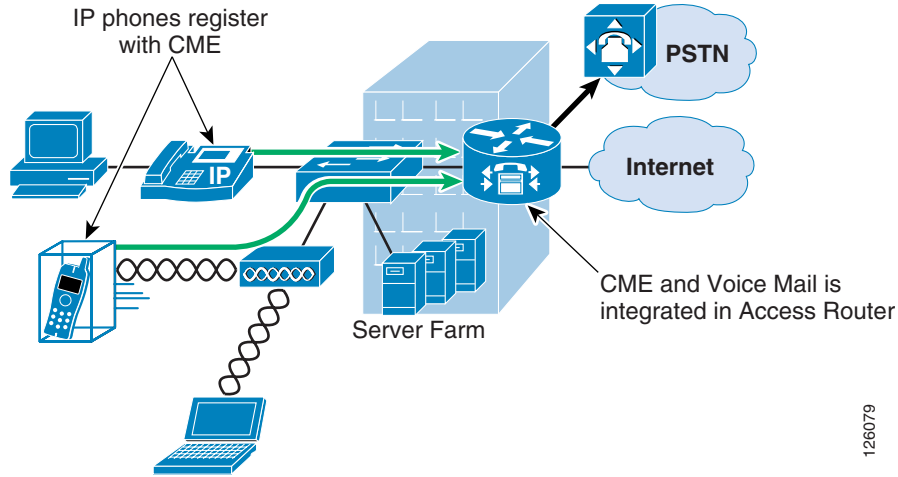 IP phones register
with CME
PSTN
IP
Internet
CME and Voice Mail is
integrated in Access Router
Server Farm
126079